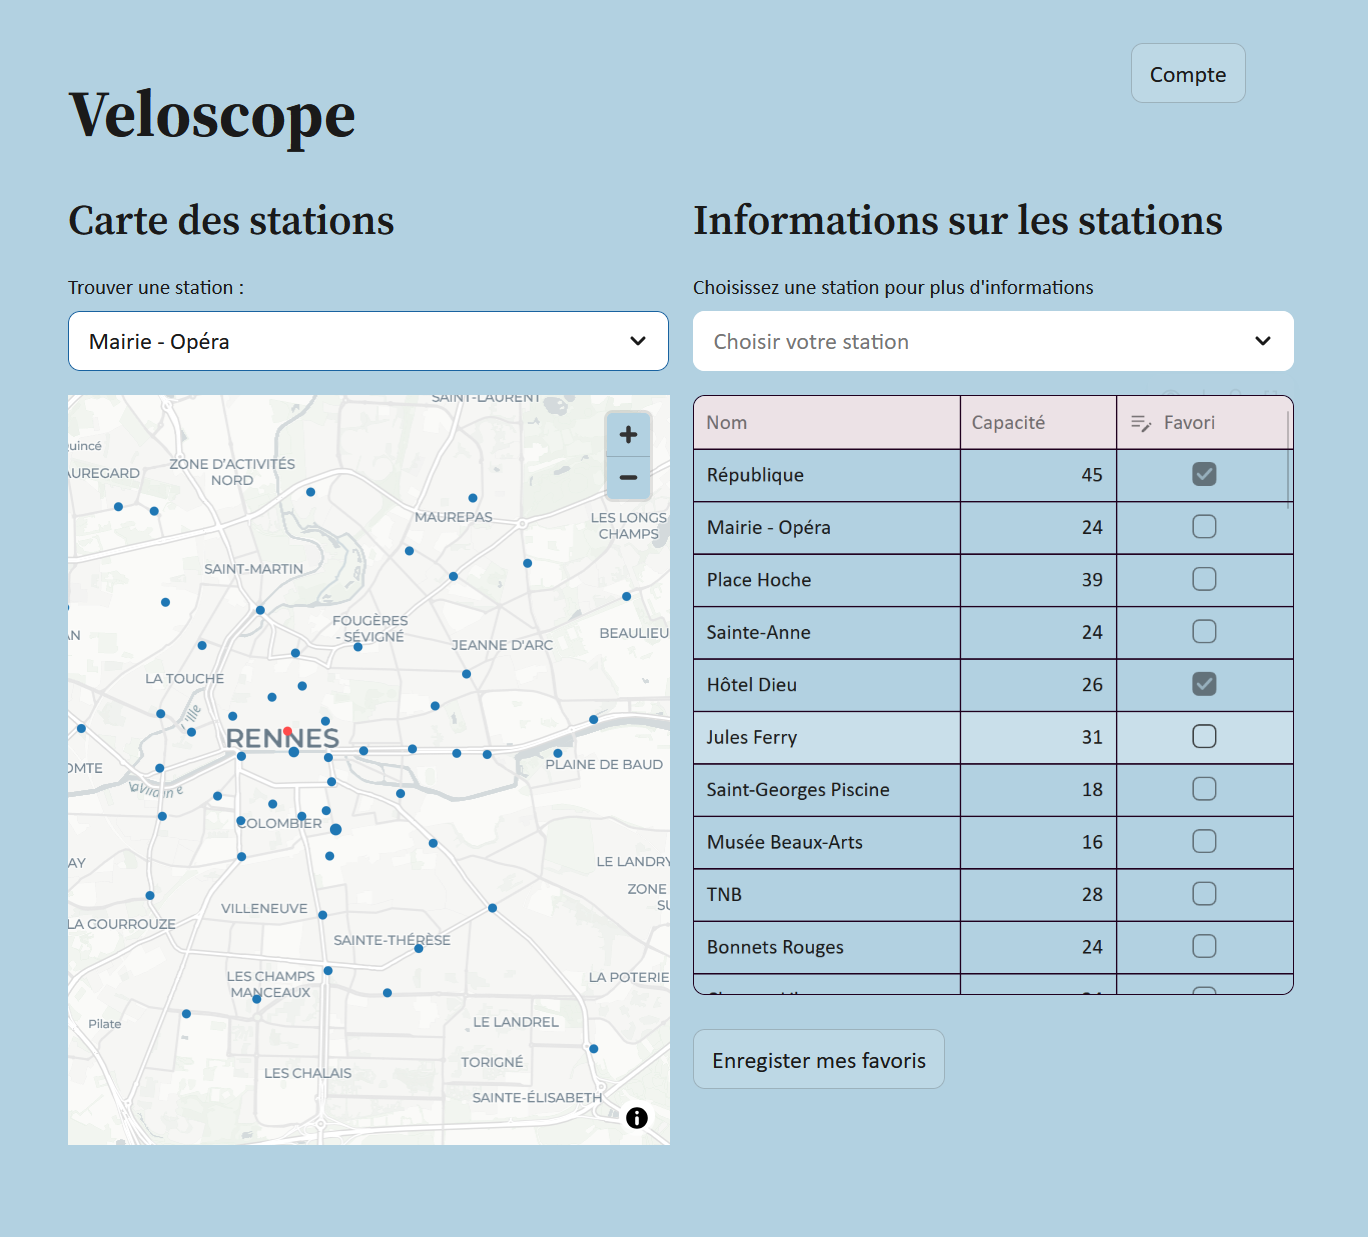 Compte
Veloscope
Carte des stations
Trouver une station :
Mairie - Opéra
SAINT-LAURENT
ZONE D'ACTIVITÉS
NORD
MAUREPAS
LES LONGS
CHAMPS
SAINT-MARTIN
FOUGÈRES
- SÉVIGNÉ
JEANNE D'ARC
BEAULIEU
LA TOUCHE
RENNES
PLAINE DE BAUD
COLOMBIER
LE LANDRY
ZONE
VILLENEUVE
LA COURROUZE
SAINTE-THÉRÈSE
LES CHAMPS
MANCEAUX
LA POTERIE
Pilate
LE LANDREL
TORIGNÉ
LES CHALAIS
SAINTE-ÉLISABETH
Informations sur les stations
Choisissez une station pour plus d'informations
Choisir votre station
Nom Capacité Favori
République 45
Mairie - Opéra 24
Place Hoche 39
Sainte-Anne 24
Hôtel Dieu 26
Jules Ferry 31
Saint-Georges Piscine 18
Musée Beaux-Arts 16
TNB 28
Bonnets Rouges 24
Enregister mes favoris